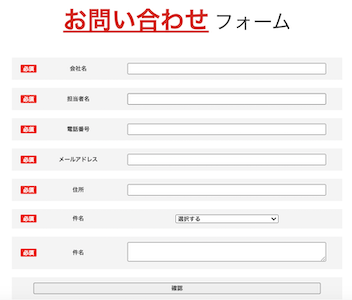 お問い合わせ フォーム
必須 会社名
必須 担当者名
必須 電話番号
必須 メールアドレス
必須 住所
必須 件名 選択する
必須 件名
確認